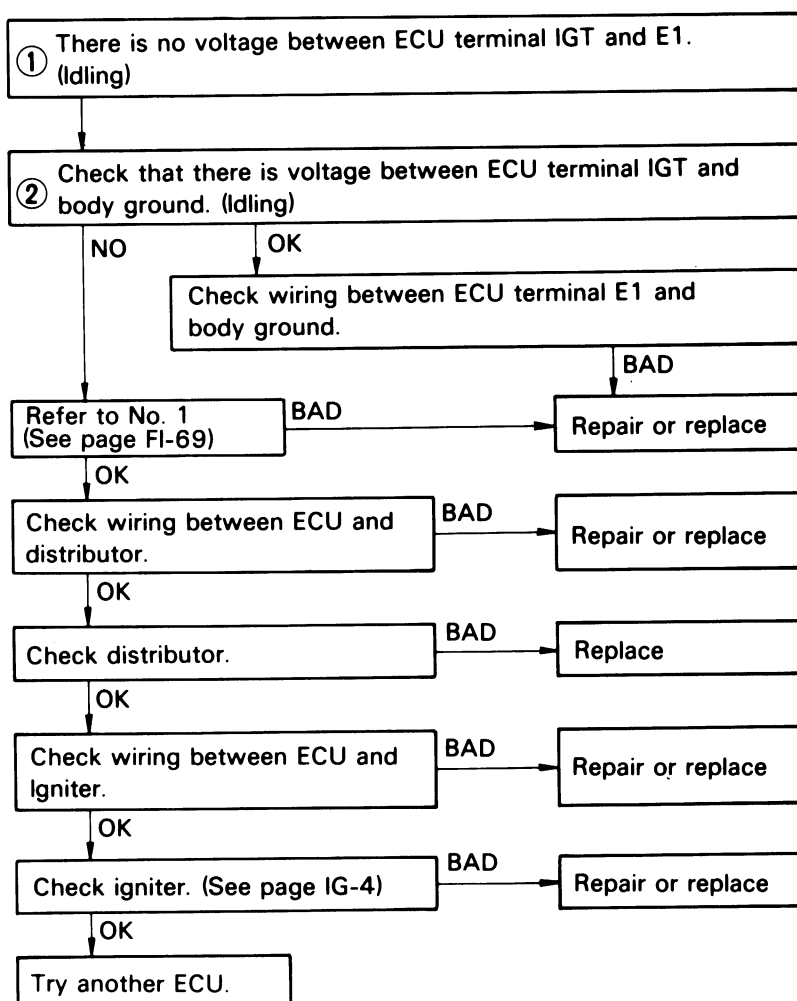 ① There is no voltage between ECU terminal IGT and E1.
(Idling)
② Check that there is voltage between ECU terminal IGT and
body ground. (Idling)
NO
OK
Check wiring between ECU terminal E1 and
body ground.
BAD
Refer to No. 1
(See page FI-69)
BAD
Repair or replace
OK
Check wiring between ECU and
distributor.
BAD
Repair or replace
OK
Check distributor.
BAD
Replace
OK
Check wiring between ECU and
Igniter.
BAD
Repair or replace
OK
Check igniter. (See page IG-4)
BAD
Repair or replace
OK
Try another ECU.